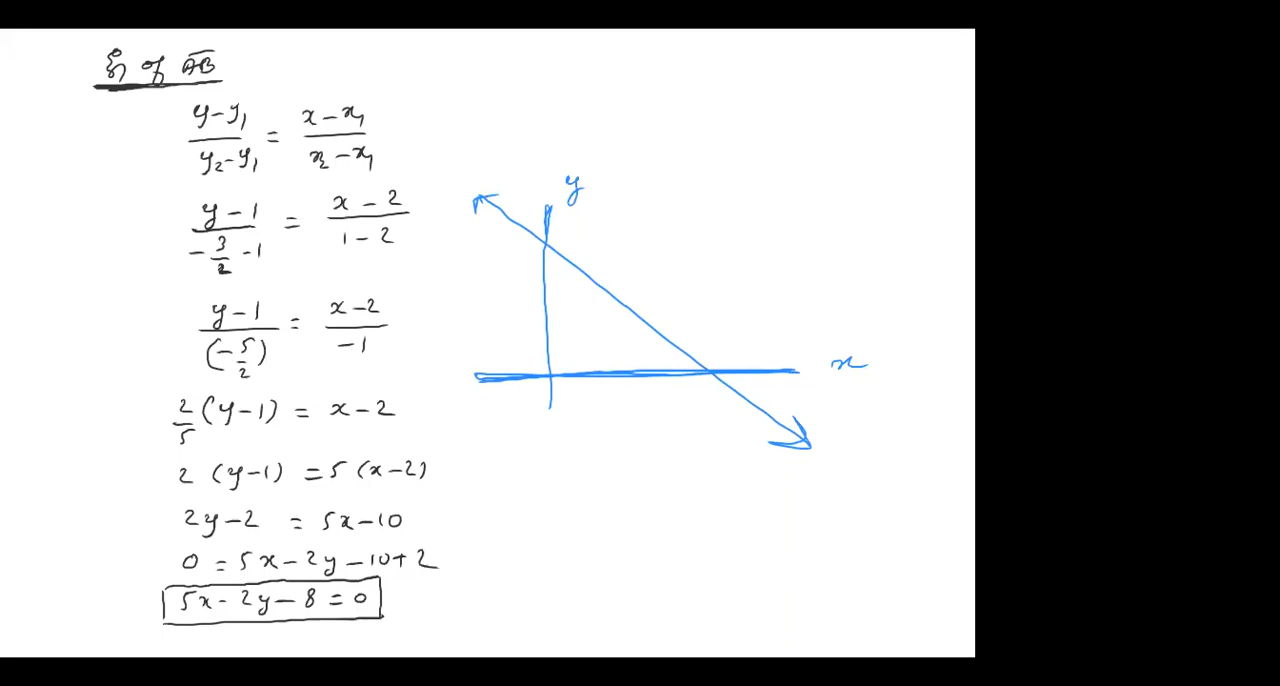 of AB
y-y₁/y₂-y₁ = x-x₁/x₂-x₁
y-1/-3/2-1 = x-2/1-2
y-1/(-5/2) = x-2/-1
2/5(y-1) = x-2
2(y-1) = 5(x-2)
2y-2 = 5x-10
0 = 5x-2y-10+2
5x-2y-8=0
y
x